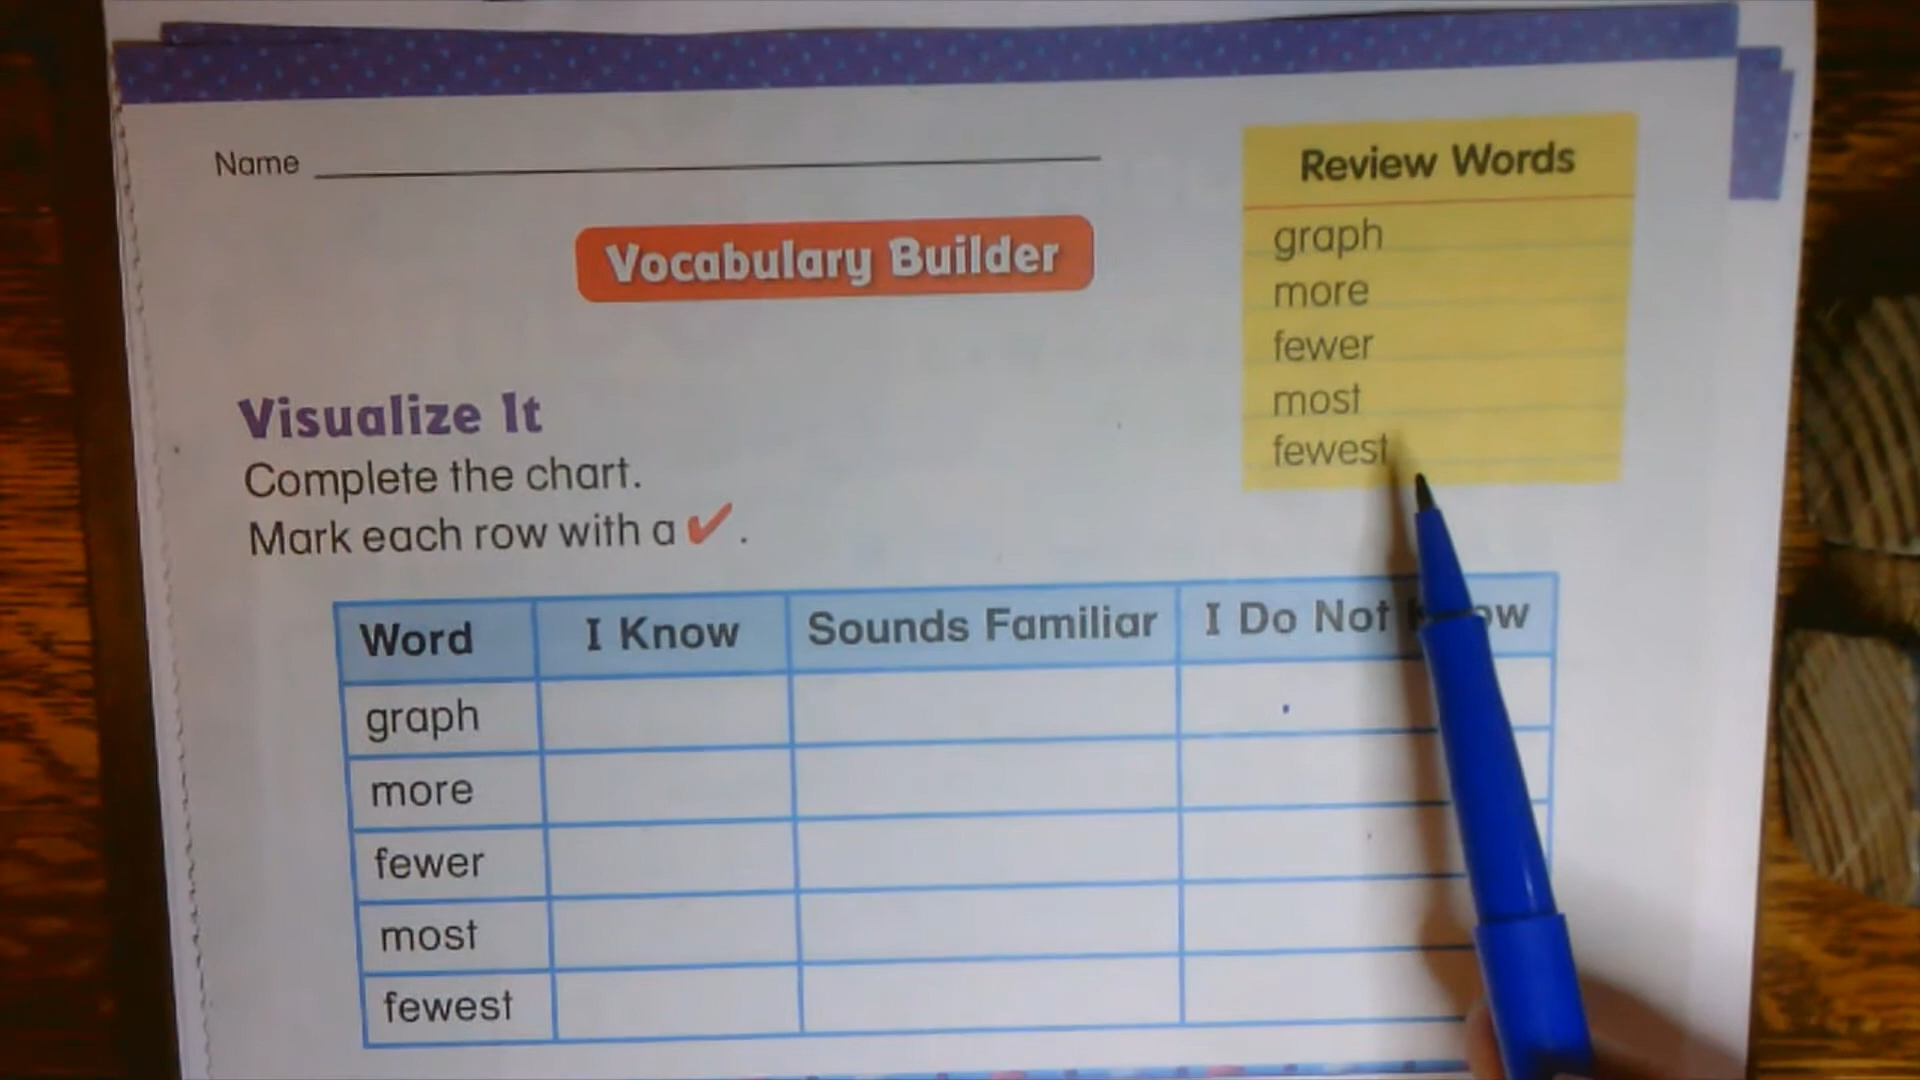 Name
Review Words
graph
more
fewer
most
fewest
Vocabulary Builder
Visualize It
Complete the chart.
Mark each row with a ✓.
Word I Know Sounds Familiar I Do Not
graph
more
fewer
most
fewest